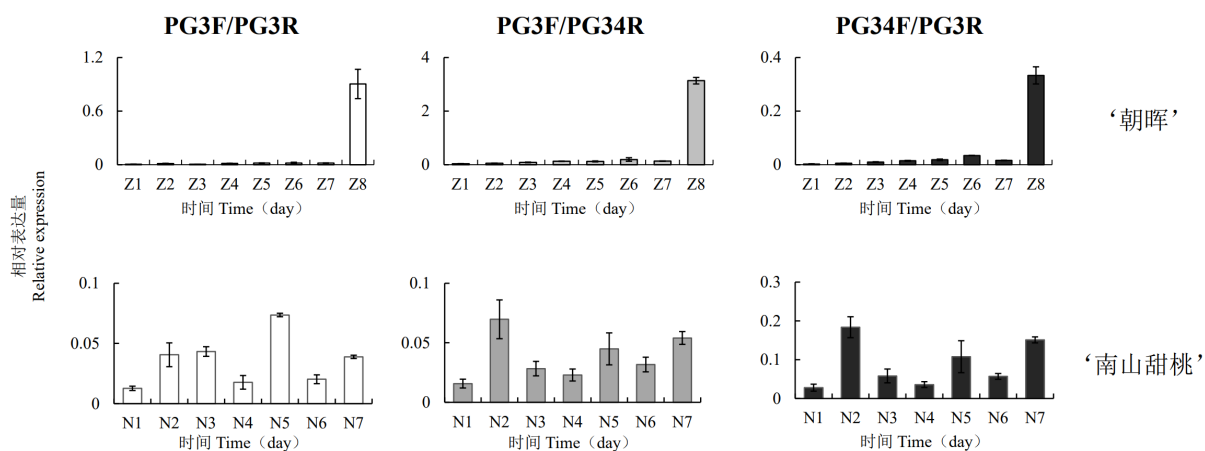 PG3F/PG3R PG3F/PG34R PG34F/PG3R
相对表达量
Relative expression
1.2
0.6
0
Z1 Z2 Z3 Z4 Z5 Z6 Z7 Z8
时间 Time（day）
4
2
0
Z1 Z2 Z3 Z4 Z5 Z6 Z7 Z8
时间 Time（day）
0.4
0.2
0
Z1 Z2 Z3 Z4 Z5 Z6 Z7 Z8
时间 Time（day）
‘朝晖’
0.1
0.05
0
N1 N2 N3 N4 N5 N6 N7
时间 Time（day）
0.1
0.05
0
N1 N2 N3 N4 N5 N6 N7
时间 Time（day）
0.3
0.2
0.1
0
N1 N2 N3 N4 N5 N6 N7
时间 Time（day）
‘南山甜桃’